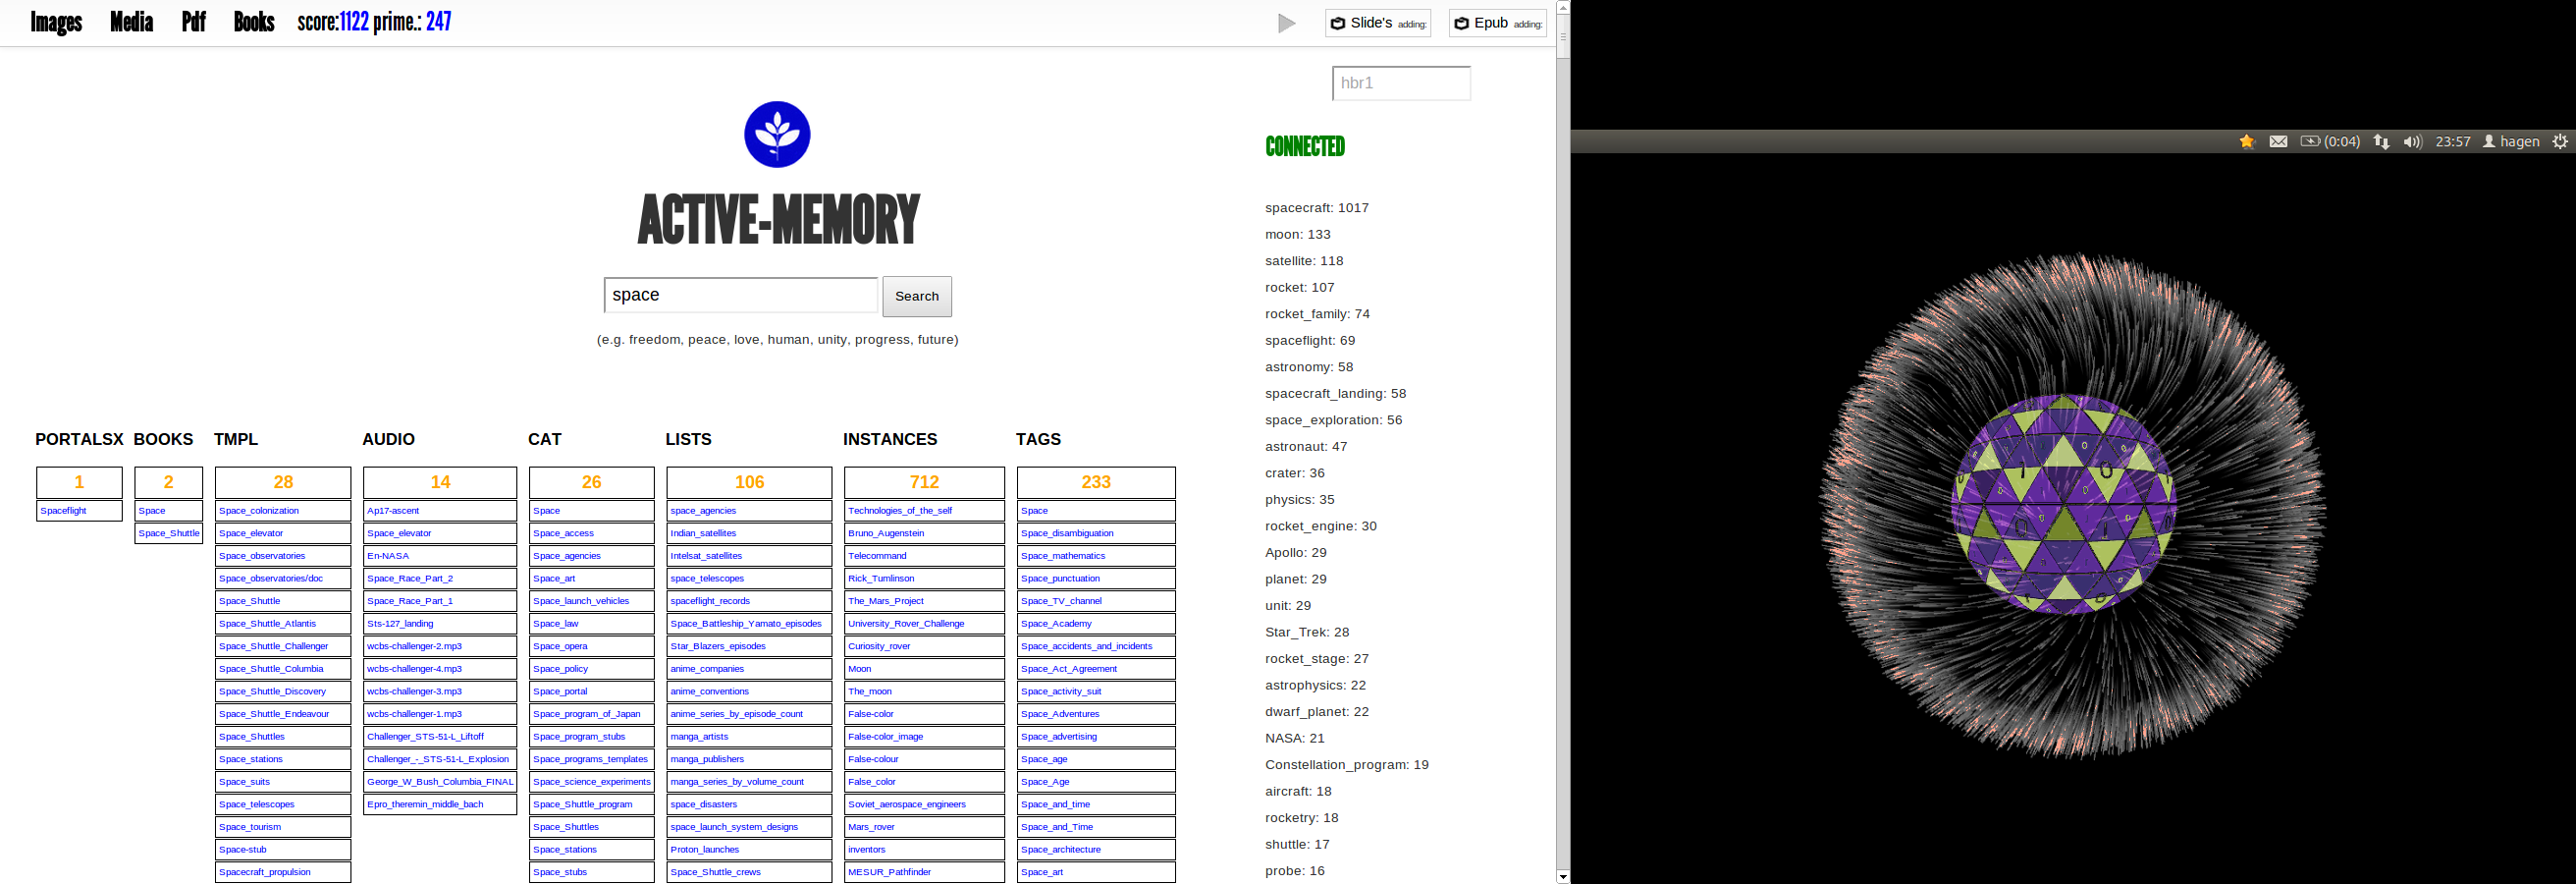 Images Media Pdf Books score:1122 prime.: 247
Slide's adding: Epub adding:
hbr1
ACTIVE-MEMORY
space Search
(e.g. freedom, peace, love, human, unity, progress, future)
PORTALSX
1
Spaceflight
BOOKS
2
Space
Space_Shuttle
TMPL
28
Space_colonization
Space_elevator
Space_observatories
Space_observatories/doc
Space_Shuttle
Space_Shuttle_Atlantis
Space_Shuttle_Challenger
Space_Shuttle_Columbia
Space_Shuttle_Discovery
Space_Shuttle_Endeavour
Space_Shuttles
Space_stations
Space_suits
Space_telescopes
Space_tourism
Space-stub
Spacecraft_propulsion
AUDIO
14
Ap17-ascent
Space_elevator
En-NASA
Space_Race_Part_2
Space_Race_Part_1
Sts-127_landing
wcbs-challenger-2.mp3
wcbs-challenger-4.mp3
wcbs-challenger-3.mp3
wcbs-challenger-1.mp3
Challenger_STS-51-L_Liftoff
Challenger_-_STS-51-L_Explosion
George_W_Bush_Columbia_FINAL
Epro_theremin_middle_bach
CAT
26
Space
Space_access
Space_agencies
Space_art
Space_launch_vehicles
Space_law
Space_opera
Space_policy
Space_portal
Space_program_of_Japan
Space_program_stubs
Space_programs_templates
Space_science_experiments
Space_Shuttle_program
Space_Shuttles
Space_stations
Space_stubs
LISTS
106
space_agencies
Indian_satellites
Intelsat_satellites
space_telescopes
spaceflight_records
Space_Battleship_Yamato_episodes
Star_Blazers_episodes
anime_companies
anime_conventions
anime_series_by_episode_count
manga_artists
manga_publishers
manga_series_by_volume_count
space_disasters
space_launch_system_designs
Proton_launches
Space_Shuttle_crews
INSTANCES
712
Technologies_of_the_self
Bruno_Augenstein
Telecommand
Rick_Tumlinson
The_Mars_Project
University_Rover_Challenge
Curiosity_rover
Moon
The_moon
False-color
False-color_image
False-colour
False_color
Soviet_aerospace_engineers
Mars_rover
inventors
MESUR_Pathfinder
TAGS
233
Space
Space_disambiguation
Space_mathematics
Space_punctuation
Space_TV_channel
Space_Academy
Space_accidents_and_incidents
Space_Act_Agreement
Space_activity_suit
Space_Adventures
Space_advertising
Space_age
Space_Age
Space_and_time
Space_and_Time
Space_architecture
Space_art
CONNECTED
spacecraft: 1017
moon: 133
satellite: 118
rocket: 107
rocket_family: 74
spaceflight: 69
astronomy: 58
spacecraft_landing: 58
space_exploration: 56
astronaut: 47
crater: 36
physics: 35
rocket_engine: 30
Apollo: 29
planet: 29
unit: 29
Star_Trek: 28
rocket_stage: 27
astrophysics: 22
dwarf_planet: 22
NASA: 21
Constellation_program: 19
aircraft: 18
rocketry: 18
shuttle: 17
probe: 16
(0:04) 23:57 hagen
1 0
0 1